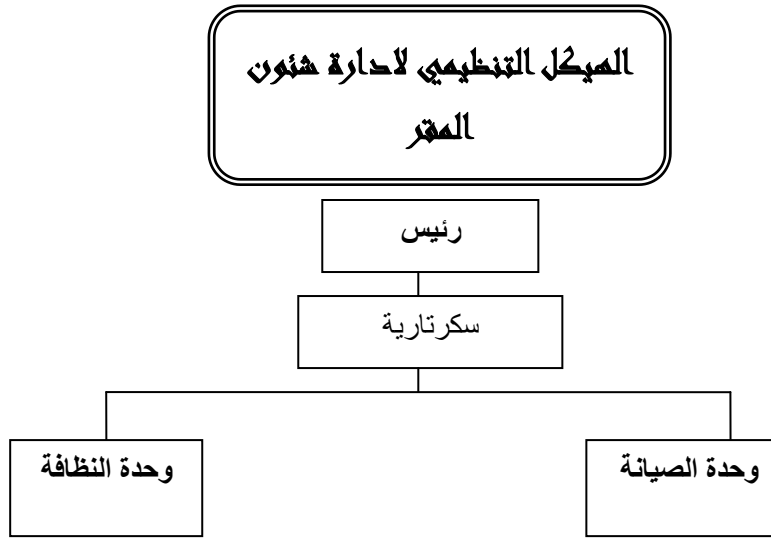 الهيكل التنظيمي لادارة شئون
المقر
رئيس
سكرتارية
وحدة الصيانة
وحدة النظافة